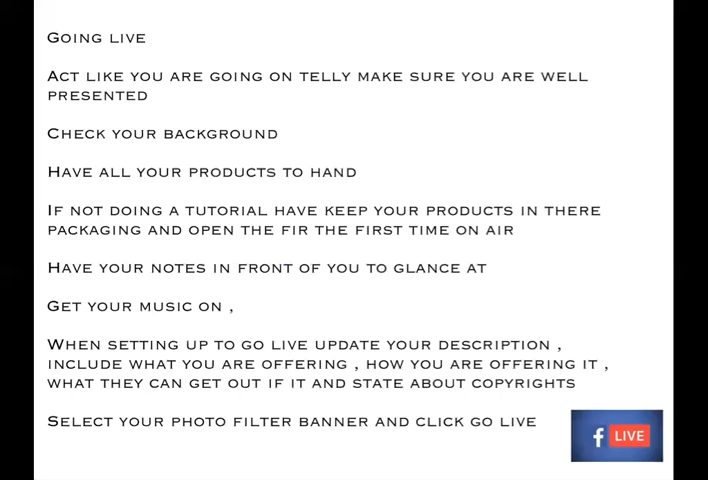 Going live
Act like you are going on telly make sure you are well
presented
Check your background
Have all your products to hand
If not doing a tutorial have keep your products in there
packaging and open the fir the first time on air
Have your notes in front of you to glance at
Get your music on ,
When setting up to go live update your description ,
include what you are offering , how you are offering it ,
what they can get out if it and state about copyrights
Select your photo filter banner and click go live
f LIVE